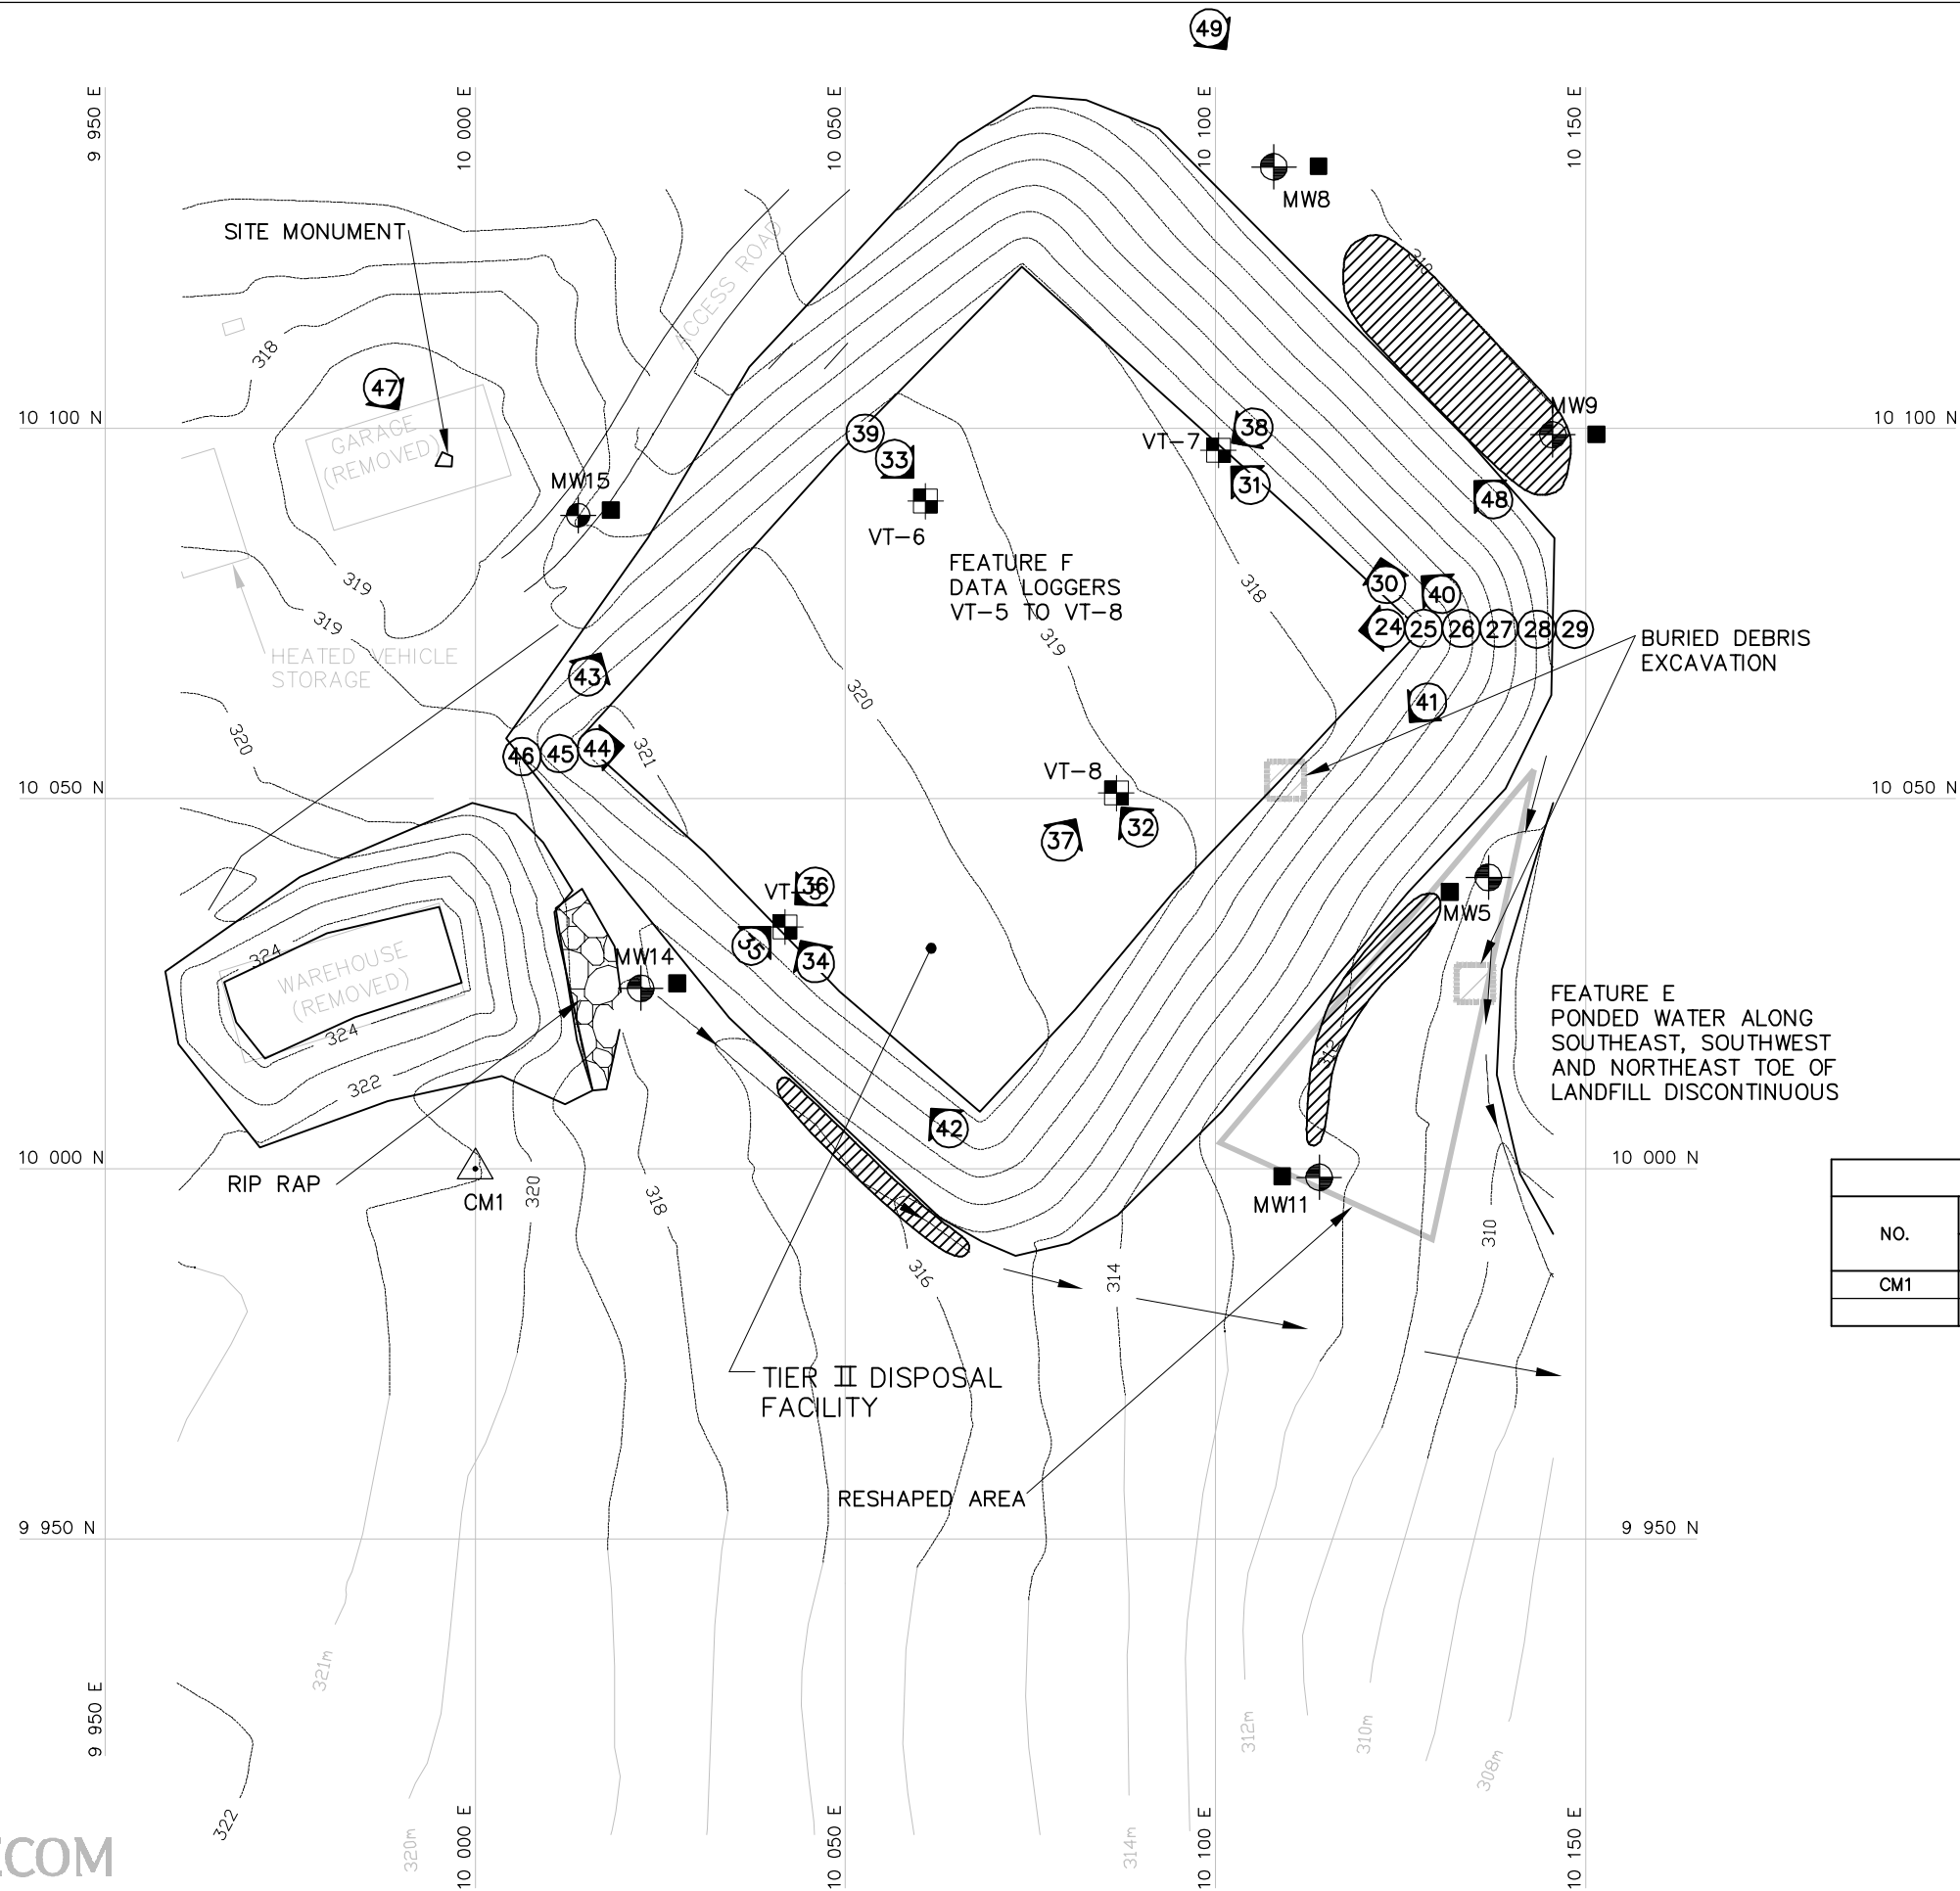 49
9 950 E
10 000 E
10 050 E
10 100 E
10 150 E
MW8
SITE MONUMENT
ACCESS ROAD
310
318
47
10 100 N
GARAGE
(REMOVED)
39
33
VT-7
38
MW9
10 100 N
31
48
MW15
VT-6
FEATURE F
DATA LOGGERS
VT-5 TO VT-8
319
319
318
30
40
24
25
26
27
28
29
319
HEATED VEHICLE
STORAGE
BURIED DEBRIS
EXCAVATION
43
320
41
320
46
45
44
321
10 050 N
VT-8
10 050 N
37
32
36
VT-5
35
34
MW5
324
WAREHOUSE
(REMOVED)
324
322
MW14
FEATURE E
PONDED WATER ALONG
SOUTHEAST, SOUTHWEST
AND NORTHEAST TOE OF
LANDFILL DISCONTINUOUS
42
10 000 N
10 000 N
RIP RAP
CM1
320
318
MW11
316
314
310
NO.
CM1
TIER II DISPOSAL
FACILITY
RESHAPED AREA
9 950 N
9 950 N
321m
9 950 E
312m
310m
308m
322
320m
314m
10 000 E
10 050 E
10 100 E
10 150 E
COM